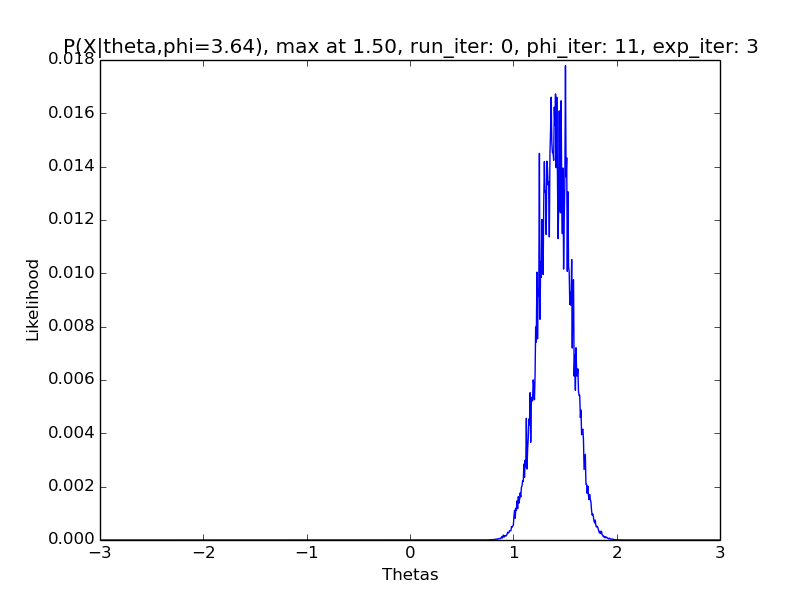 P(X|theta,phi=3.64), max at 1.50, run_iter: 0, phi_iter: 11, exp_iter: 3
0.018
0.016
0.014
0.012
0.010
0.008
0.006
0.004
0.002
0.000
Likelihood
−3 −2 −1 0 1 2 3
Thetas